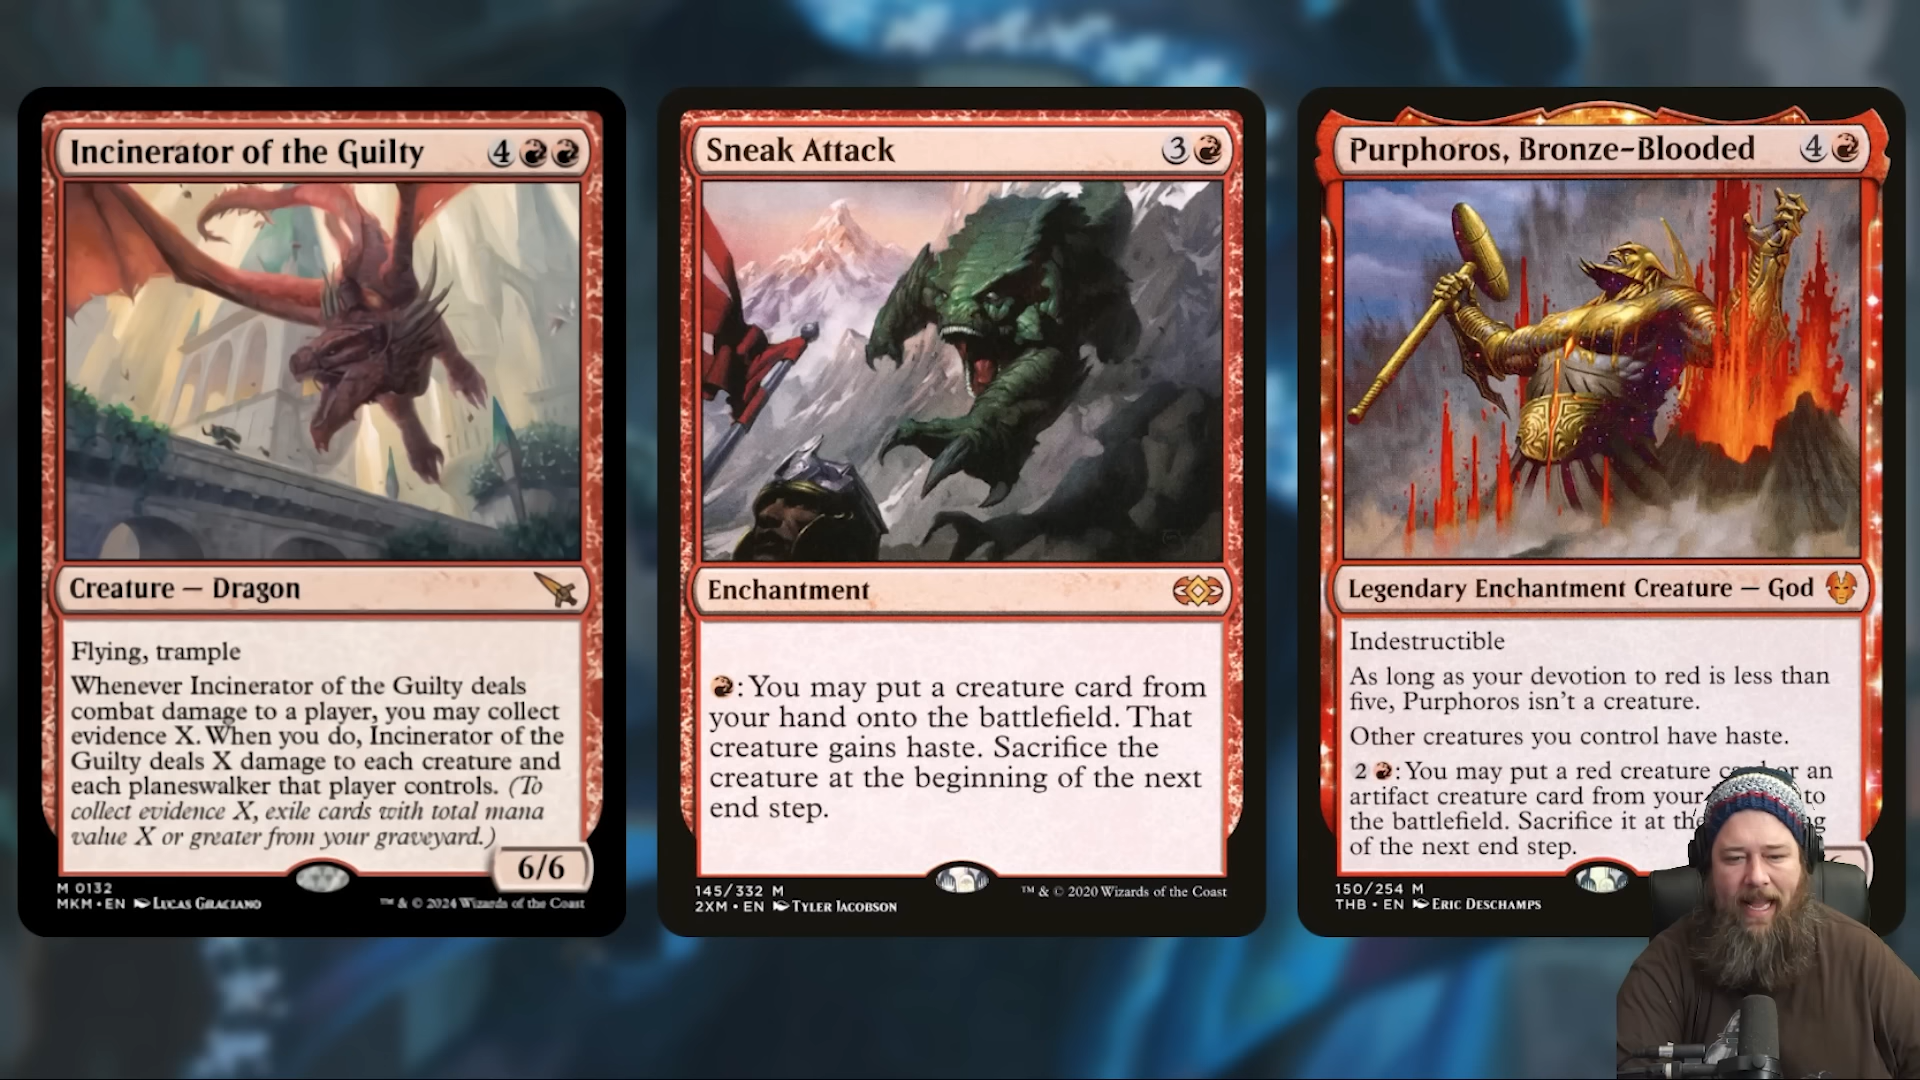 Incinerator of the Guilty 4
Creature — Dragon
Flying, trample
Whenever Incinerator of the Guilty deals
combat damage to a player, you may collect
evidence X. When you do, Incinerator of the
Guilty deals X damage to each creature and
each planeswalker that player controls. (To
collect evidence X, exile cards with total mana
value X or greater from your graveyard.)
6/6
M 0132
MKM • EN LUCAS GRACIANO
™ & © 2024 Wizards of the Coast
Sneak Attack 3
Enchantment
: You may put a creature card from
your hand onto the battlefield. That
creature gains haste. Sacrifice the
creature at the beginning of the next
end step.
145/332 M
2XM • EN TYLER JACOBSON
™ & © 2020 Wizards of the Coast
Purphoros, Bronze-Blooded 4
Legendary Enchantment Creature — God
Indestructible
As long as your devotion to red is less than
five, Purphoros isn't a creature.
Other creatures you control have haste.
2 : You may put a red creature or an
artifact creature card from your to
the battlefield. Sacrifice it at the
of the next end step.
150/254 M
THB • EN ERIC DESCHAMPS